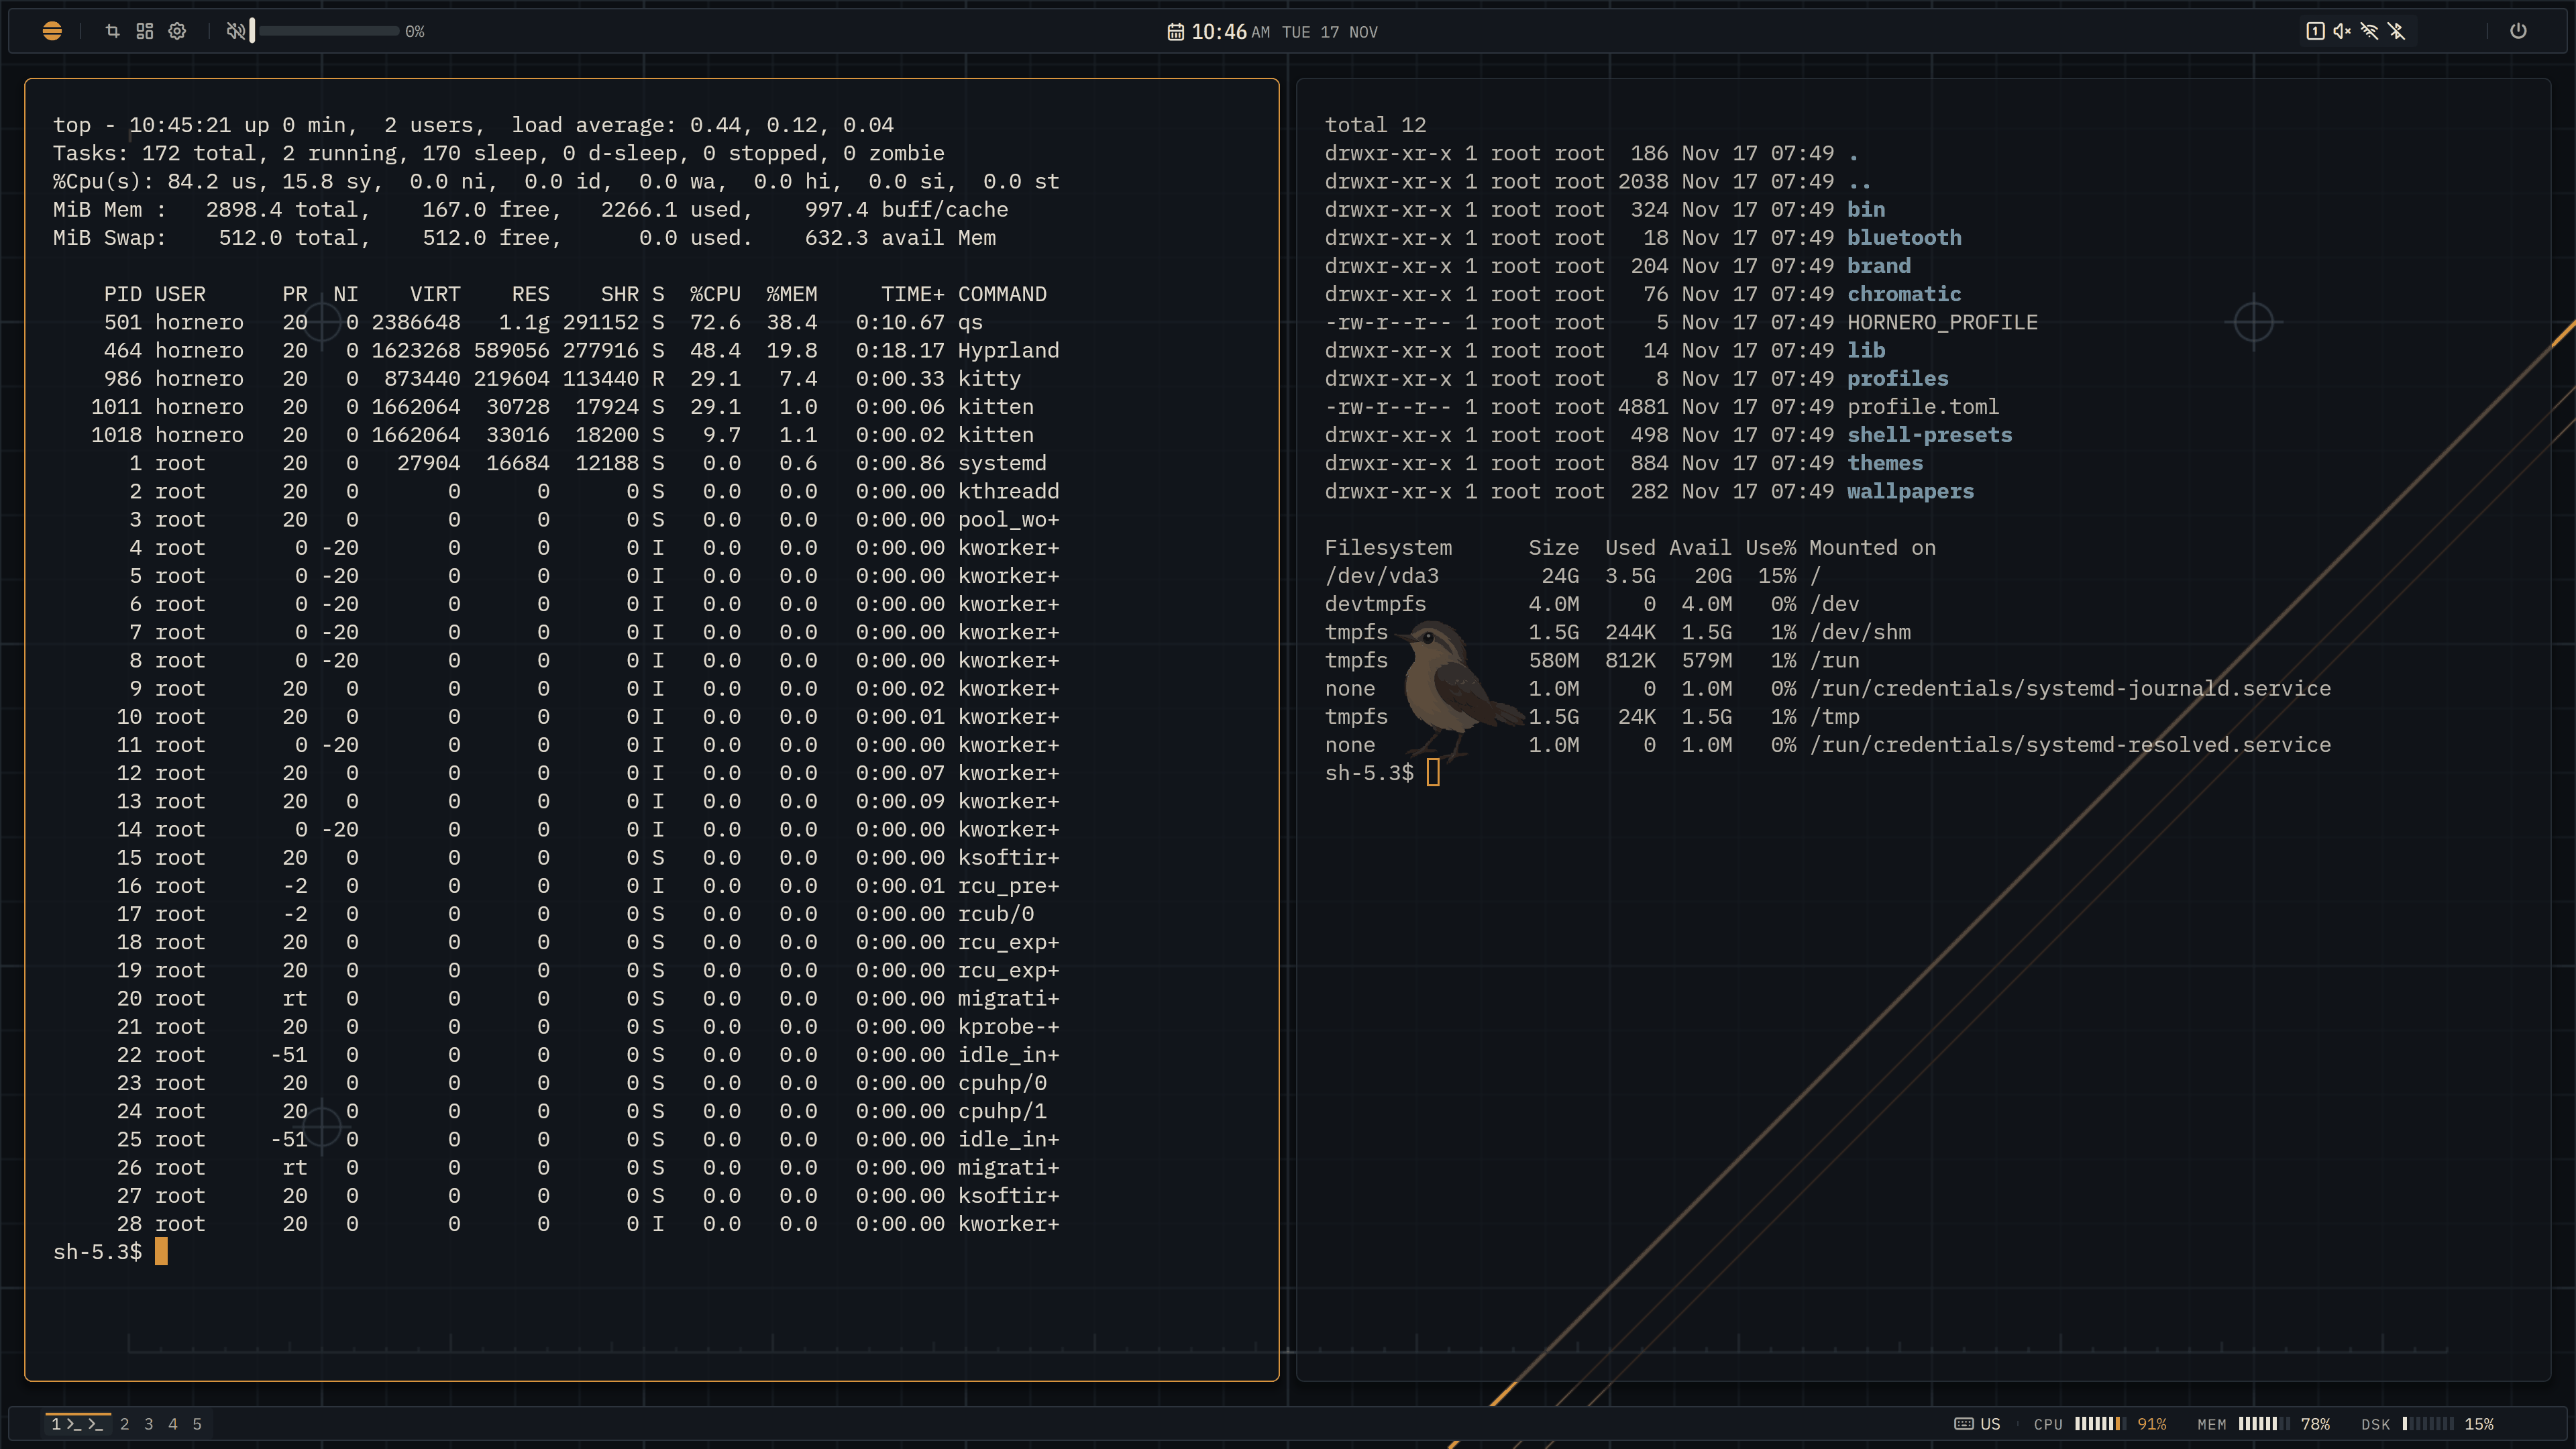 0%
10:46 AM TUE 17 NOV
1
top - 10:45:21 up 0 min,  2 users,  load average: 0.44, 0.12, 0.04
Tasks: 172 total, 2 running, 170 sleep, 0 d-sleep, 0 stopped, 0 zombie
%Cpu(s): 84.2 us, 15.8 sy,  0.0 ni,  0.0 id,  0.0 wa,  0.0 hi,  0.0 si,  0.0 st
MiB Mem :   2898.4 total,    167.0 free,   2266.1 used,    997.4 buff/cache
MiB Swap:    512.0 total,    512.0 free,      0.0 used.    632.3 avail Mem
PID USER PR NI VIRT RES SHR S %CPU %MEM TIME+ COMMAND
501 hornero 20 0 2386648 1.1g 291152 S 72.6 38.4 0:10.67 qs
464 hornero 20 0 1623268 589056 277916 S 48.4 19.8 0:18.17 Hyprland
986 hornero 20 0 873440 219604 113440 R 29.1 7.4 0:00.33 kitty
1011 hornero 20 0 1662064 30728 17924 S 29.1 1.0 0:00.06 kitten
1018 hornero 20 0 1662064 33016 18200 S 9.7 1.1 0:00.02 kitten
1 root 20 0 27904 16684 12188 S 0.0 0.6 0:00.86 systemd
2 root 20 0 0 0 0 S 0.0 0.0 0:00.00 kthreadd
3 root 20 0 0 0 0 S 0.0 0.0 0:00.00 pool_wo+
4 root 0 -20 0 0 0 I 0.0 0.0 0:00.00 kworker+
5 root 0 -20 0 0 0 I 0.0 0.0 0:00.00 kworker+
6 root 0 -20 0 0 0 I 0.0 0.0 0:00.00 kworker+
7 root 0 -20 0 0 0 I 0.0 0.0 0:00.00 kworker+
8 root 0 -20 0 0 0 I 0.0 0.0 0:00.00 kworker+
9 root 20 0 0 0 0 I 0.0 0.0 0:00.02 kworker+
10 root 20 0 0 0 0 I 0.0 0.0 0:00.01 kworker+
11 root 0 -20 0 0 0 I 0.0 0.0 0:00.00 kworker+
12 root 20 0 0 0 0 I 0.0 0.0 0:00.07 kworker+
13 root 20 0 0 0 0 I 0.0 0.0 0:00.09 kworker+
14 root 0 -20 0 0 0 I 0.0 0.0 0:00.00 kworker+
15 root 20 0 0 0 0 S 0.0 0.0 0:00.00 ksoftir+
16 root -2 0 0 0 0 I 0.0 0.0 0:00.01 rcu_pre+
17 root -2 0 0 0 0 S 0.0 0.0 0:00.00 rcub/0
18 root 20 0 0 0 0 S 0.0 0.0 0:00.00 rcu_exp+
19 root 20 0 0 0 0 S 0.0 0.0 0:00.00 rcu_exp+
20 root rt 0 0 0 0 S 0.0 0.0 0:00.00 migrati+
21 root 20 0 0 0 0 S 0.0 0.0 0:00.00 kprobe-+
22 root -51 0 0 0 0 S 0.0 0.0 0:00.00 idle_in+
23 root 20 0 0 0 0 S 0.0 0.0 0:00.00 cpuhp/0
24 root 20 0 0 0 0 S 0.0 0.0 0:00.00 cpuhp/1
25 root -51 0 0 0 0 S 0.0 0.0 0:00.00 idle_in+
26 root rt 0 0 0 0 S 0.0 0.0 0:00.00 migrati+
27 root 20 0 0 0 0 S 0.0 0.0 0:00.00 ksoftir+
28 root 20 0 0 0 0 I 0.0 0.0 0:00.00 kworker+
sh-5.3$
total 12
drwxr-xr-x 1 root root  186 Nov 17 07:49 .
drwxr-xr-x 1 root root 2038 Nov 17 07:49 ..
drwxr-xr-x 1 root root  324 Nov 17 07:49 bin
drwxr-xr-x 1 root root   18 Nov 17 07:49 bluetooth
drwxr-xr-x 1 root root  204 Nov 17 07:49 brand
drwxr-xr-x 1 root root   76 Nov 17 07:49 chromatic
-rw-r--r-- 1 root root    5 Nov 17 07:49 HORNERO_PROFILE
drwxr-xr-x 1 root root   14 Nov 17 07:49 lib
drwxr-xr-x 1 root root    8 Nov 17 07:49 profiles
-rw-r--r-- 1 root root 4881 Nov 17 07:49 profile.toml
drwxr-xr-x 1 root root  498 Nov 17 07:49 shell-presets
drwxr-xr-x 1 root root  884 Nov 17 07:49 themes
drwxr-xr-x 1 root root  282 Nov 17 07:49 wallpapers
Filesystem Size Used Avail Use% Mounted on
/dev/vda3 24G 3.5G 20G 15% /
devtmpfs 4.0M 0 4.0M 0% /dev
tmpfs 1.5G 244K 1.5G 1% /dev/shm
tmpfs 580M 812K 579M 1% /run
none 1.0M 0 1.0M 0% /run/credentials/systemd-journald.service
tmpfs 1.5G 24K 1.5G 1% /tmp
none 1.0M 0 1.0M 0% /run/credentials/systemd-resolved.service
sh-5.3$
1 2 3 4 5
US CPU 91% MEM 78% DSK 15%